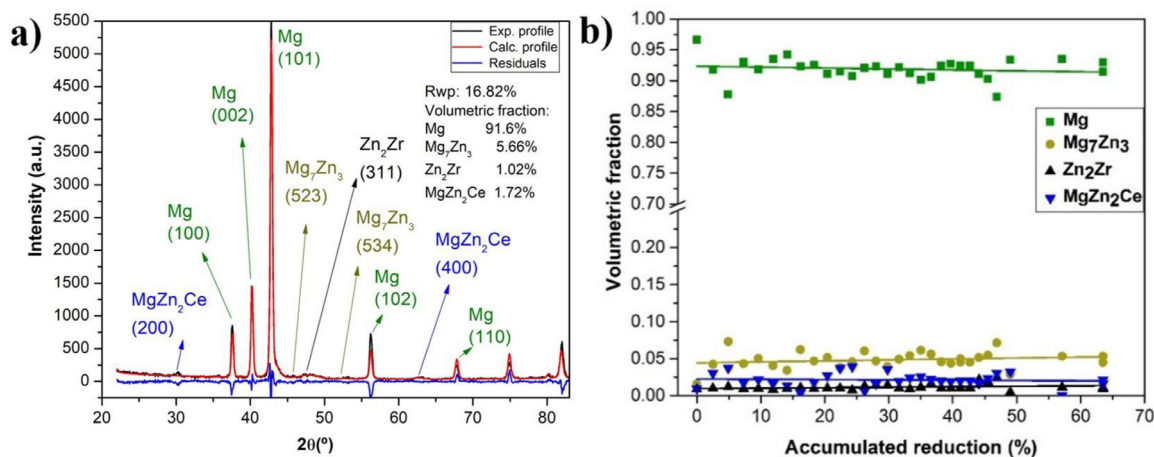 a)
5500
5000
4500
4000
3500
3000
2500
2000
1500
1000
500
0
Intensity (a.u.)
Mg
(101)
Mg
(002)
Mg
(100)
MgZn2Ce
(200)
Mg7Zn3
(523)
Zn2Zr
(311)
Mg7Zn3
(534)
Mg
(102)
MgZn2Ce
(400)
Mg
(110)
Exp. profile
Calc. profile
Residuals
Rwp: 16.82%
Volumetric fraction:
Mg 91.6%
Mg7Zn3 5.66%
Zn2Zr 1.02%
MgZn2Ce 1.72%
20 30 40 50 60 70 80
2θ(º)
b)
1.00
0.95
0.90
0.85
0.80
0.75
0.70
0.20
0.15
0.10
0.05
0.00
Volumetric fraction
Mg
Mg7Zn3
Zn2Zr
MgZn2Ce
0 10 20 30 40 50 60 70 80
Accumulated reduction (%)